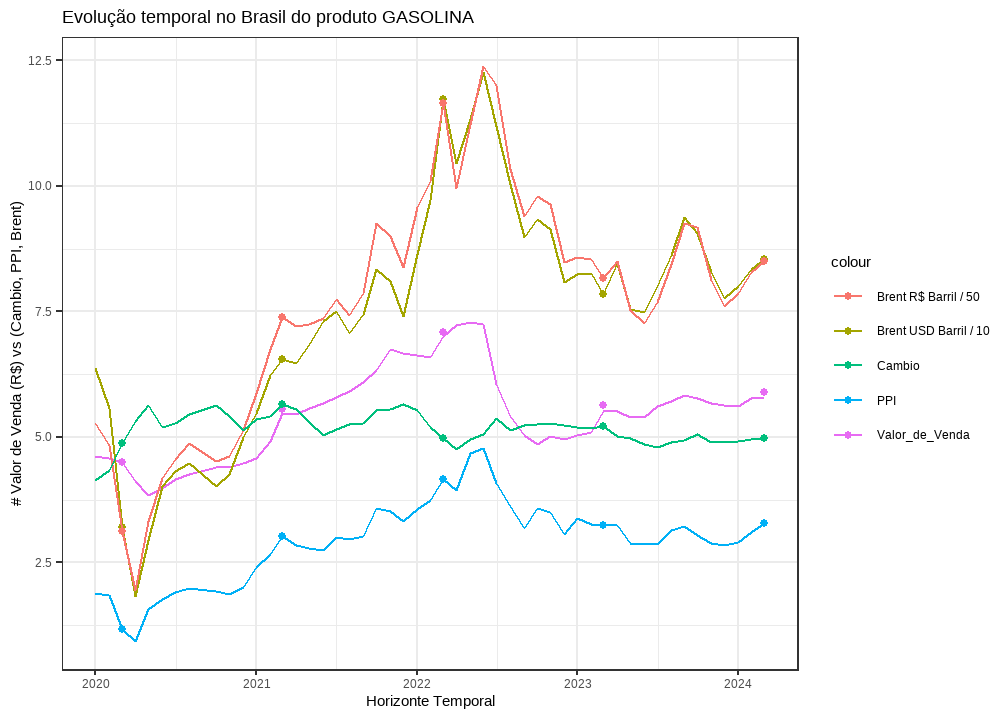 Evolução temporal no Brasil do produto GASOLINA
# Valor de Venda (R$) vs (Cambio, PPI, Brent)
12.5
10.0
7.5
5.0
2.5
2020
2021
2022
2023
2024
Horizonte Temporal
colour
Brent R$ Barril / 50
Brent USD Barril / 10
Cambio
PPI
Valor_de_Venda